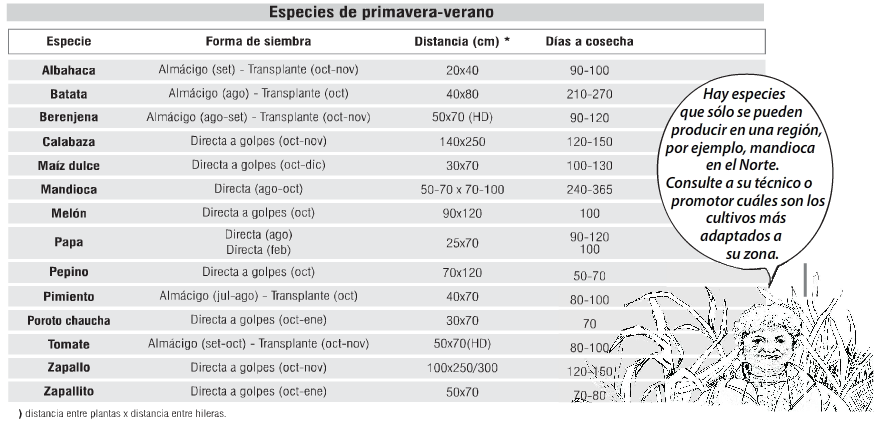 Especies de primavera-verano
Especie Forma de siembra Distancia (cm) * Días a cosecha
Albahaca Almácigo (set) - Transplante (oct-nov) 20x40 90-100
Batata Almácigo (ago) - Transplante (oct) 40x80 210-270
Berenjena Almácigo (ago-set) - Transplante (oct-nov) 50x70 (HD) 90-120
Calabaza Directa a golpes (oct-nov) 140x250 120-150
Maíz dulce Directa a golpes (oct-dic) 30x70 100-130
Mandioca Directa (ago-oct) 50-70 x 70-100 240-365
Melón Directa a golpes (oct) 90x120 100
Papa Directa (ago) 25x70 90-120
Directa (feb) 100
Pepino Directa a golpes (oct) 70x120 50-70
Pimiento Almácigo (jul-ago) - Transplante (oct) 40x70 80-100
Poroto chaucha Directa a golpes (oct-ene) 30x70 70
Tomate Almácigo (set-oct) - Transplante (oct-nov) 50x70(HD) 80-100
Zapallo Directa a golpes (oct-nov) 100x250/300 120-150
Zapallito Directa a golpes (oct-ene) 50x70 70-80
) distancia entre plantas x distancia entre hileras.
Hay especies
que sólo se pueden
producir en una región,
por ejemplo, mandioca
en el Norte.
Consulte a su técnico o
promotor cuáles son los
cultivos más
adaptados a
su zona.